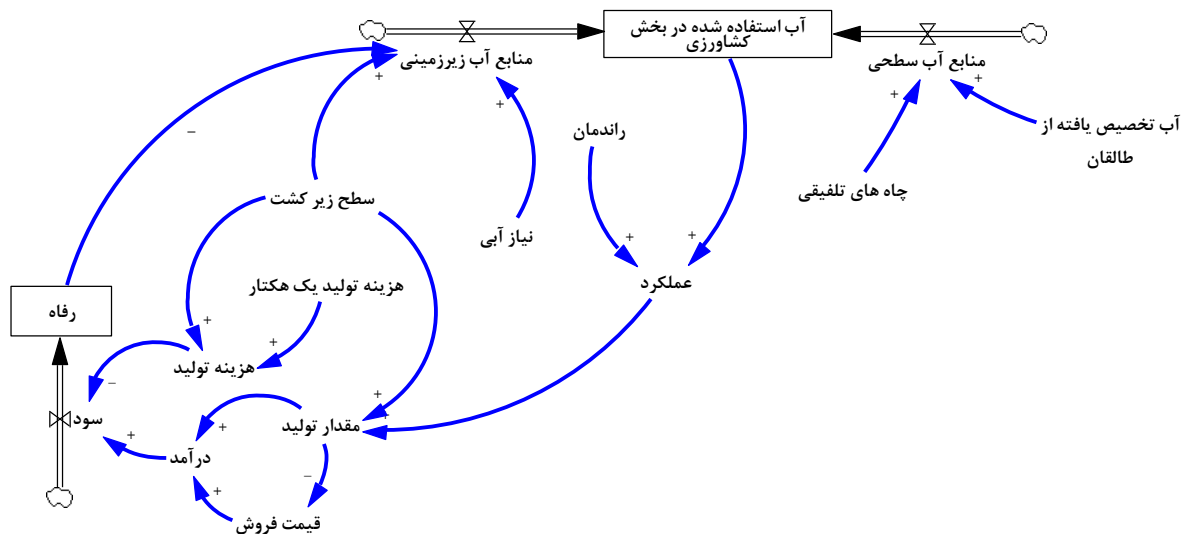 آب استفاده شده در بخش
کشاورزی
منابع آب زیرزمینی
منابع آب سطحی
آب تخصیص یافته از
طالقان
چاه های تلفیقی
راندمان
سطح زیر کشت
نیاز آبی
عملکرد
هزینه تولید یک هکتار
رفاه
هزینه تولید
سود
مقدار تولید
درآمد
قیمت فروش